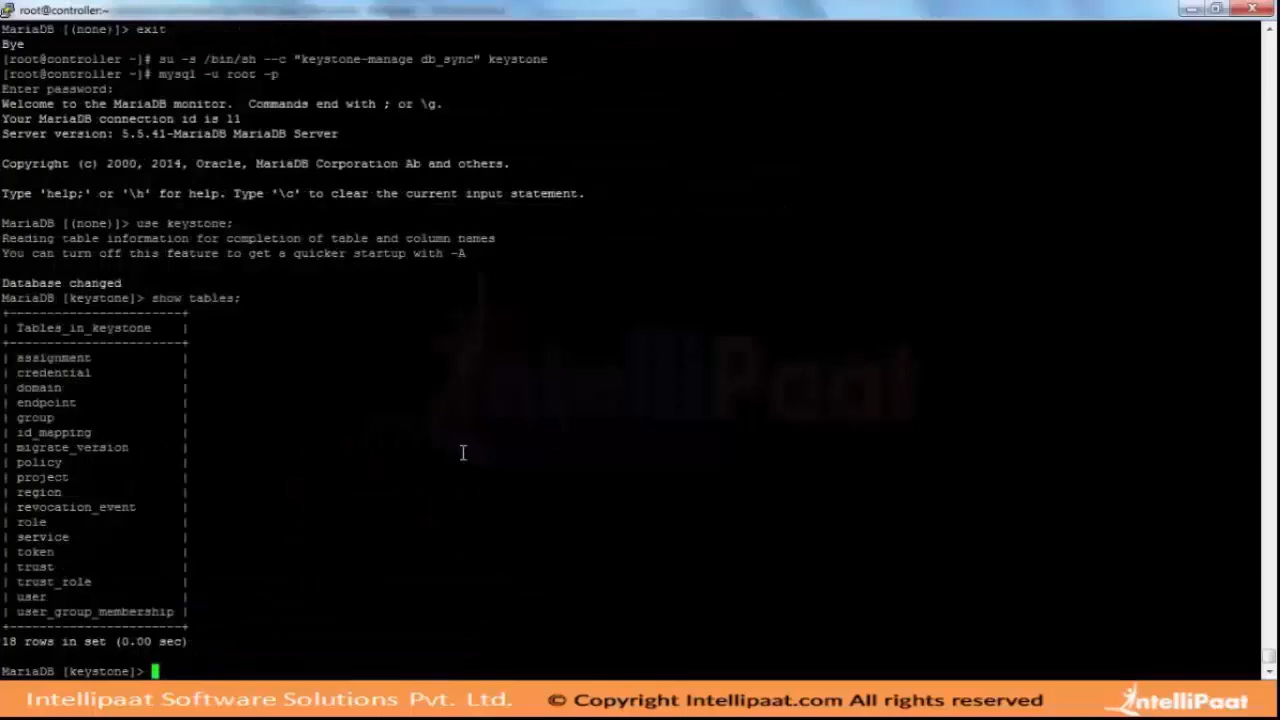 root@controller:~
MariaDB [(none)]> exit
Bye
[root@controller ~]# su -s /bin/sh --c "keystone-manage db_sync" keystone
[root@controller ~]# mysql -u root -p
Enter password:
Welcome to the MariaDB monitor.  Commands end with ; or \g.
Your MariaDB connection id is 11
Server version: 5.5.41-MariaDB MariaDB Server
Copyright (c) 2000, 2014, Oracle, MariaDB Corporation Ab and others.
Type 'help;' or '\h' for help. Type '\c' to clear the current input statement.
MariaDB [(none)]> use keystone;
Reading table information for completion of table and column names
You can turn off this feature to get a quicker startup with -A
Database changed
MariaDB [keystone]> show tables;
+-----------------------+
| Tables_in_keystone    |
+-----------------------+
| assignment            |
| credential            |
| domain                |
| endpoint              |
| group                 |
| id_mapping            |
| migrate_version       |
| policy                |
| project               |
| region                |
| revocation_event      |
| role                  |
| service               |
| token                 |
| trust                 |
| trust_role            |
| user                  |
| user_group_membership |
+-----------------------+
18 rows in set (0.00 sec)
MariaDB [keystone]>
IntelliPaat
Intellipaat Software Solutions Pvt. Ltd. © Copyright Intellipaat.com All rights reserved IntelliPaat